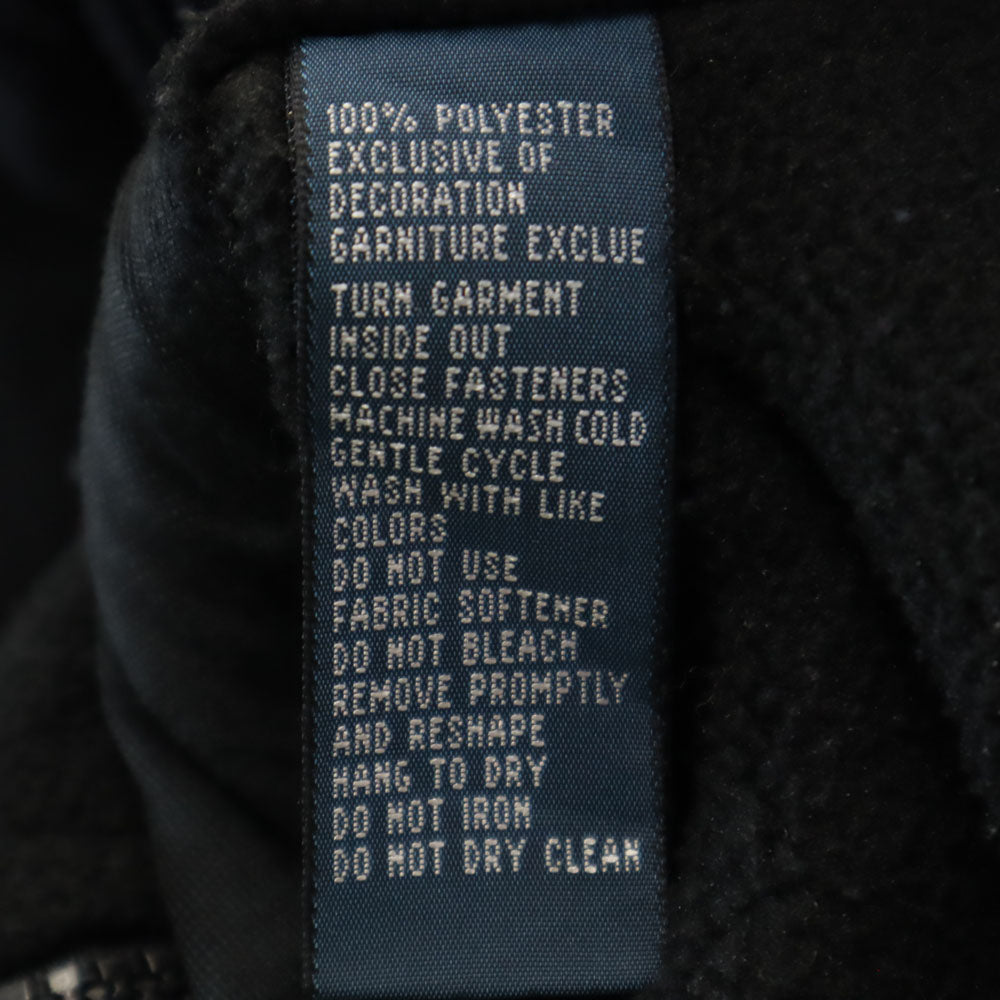 100% POLYESTER
EXCLUSIVE OF
DECORATION
GARNITURE EXCLUE
TURN GARMENT
INSIDE OUT
CLOSE FASTENERS
MACHINE WASH COLD
GENTLE CYCLE
WASH WITH LIKE
COLORS
DO NOT USE
FABRIC SOFTENER
DO NOT BLEACH
REMOVE PROMPTLY
AND RESHAPE
HANG TO DRY
DO NOT IRON
DO NOT DRY CLEAN